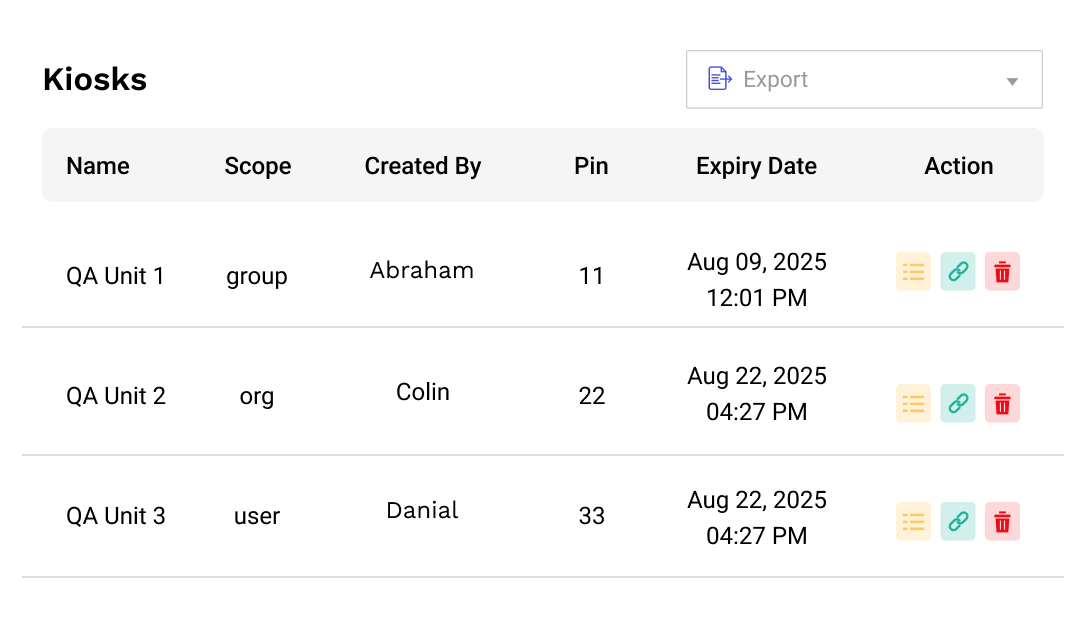 Kiosks
Export
Name Scope Created By Pin Expiry Date Action
QA Unit 1 group Abraham 11 Aug 09, 2025
12:01 PM
QA Unit 2 org Colin 22 Aug 22, 2025
04:27 PM
QA Unit 3 user Danial 33 Aug 22, 2025
04:27 PM